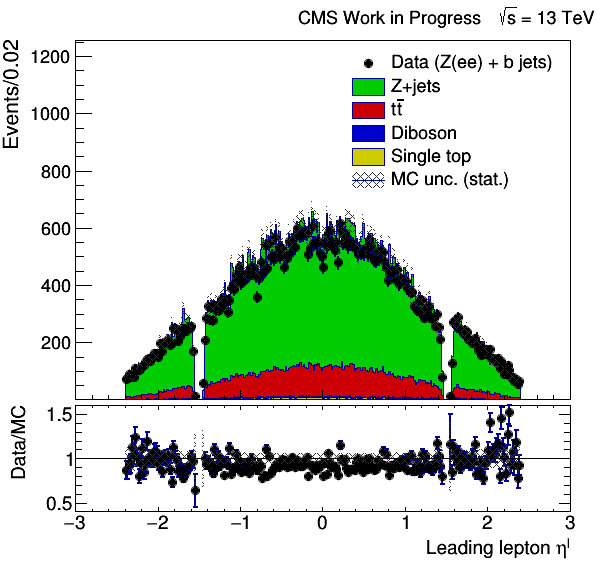 CMS Work in Progress √s = 13 TeV
Events/0.02
1200
1000
800
600
400
200
Data (Z(ee) + b jets)
Z+jets
tt̄
Diboson
Single top
MC unc. (stat.)
Data/MC
1.5
1
0.5
−3 −2 −1 0 1 2 3
Leading lepton ηˡ